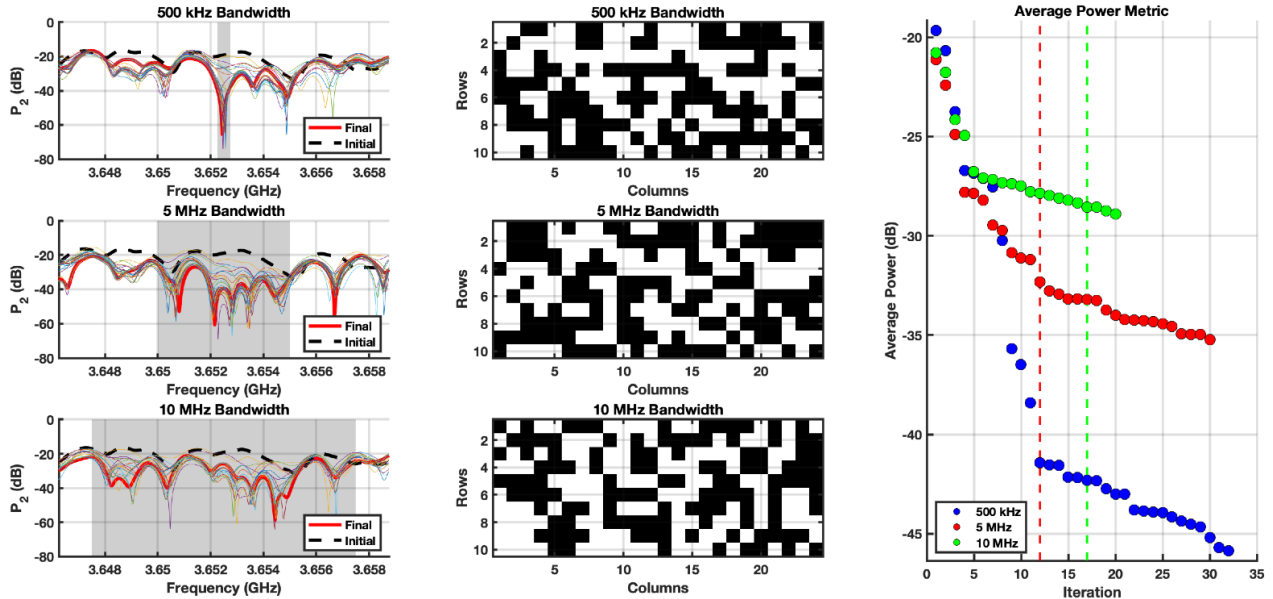 500 kHz Bandwidth
0
-20
-40
-60
-80
P2 (dB)
Final
Initial
3.648 3.65 3.652 3.654 3.656 3.658
Frequency (GHz)
5 MHz Bandwidth
0
-20
-40
-60
-80
P2 (dB)
Final
Initial
3.648 3.65 3.652 3.654 3.656 3.658
Frequency (GHz)
10 MHz Bandwidth
0
-20
-40
-60
-80
P2 (dB)
Final
Initial
3.648 3.65 3.652 3.654 3.656 3.658
Frequency (GHz)
500 kHz Bandwidth
2
4
6
8
10
Rows
5 10 15 20
Columns
5 MHz Bandwidth
2
4
6
8
10
Rows
5 10 15 20
Columns
10 MHz Bandwidth
2
4
6
8
10
Rows
5 10 15 20
Columns
Average Power Metric
-20
-25
-30
-35
-40
-45
Average Power (dB)
500 kHz
5 MHz
10 MHz
0 5 10 15 20 25 30 35
Iteration